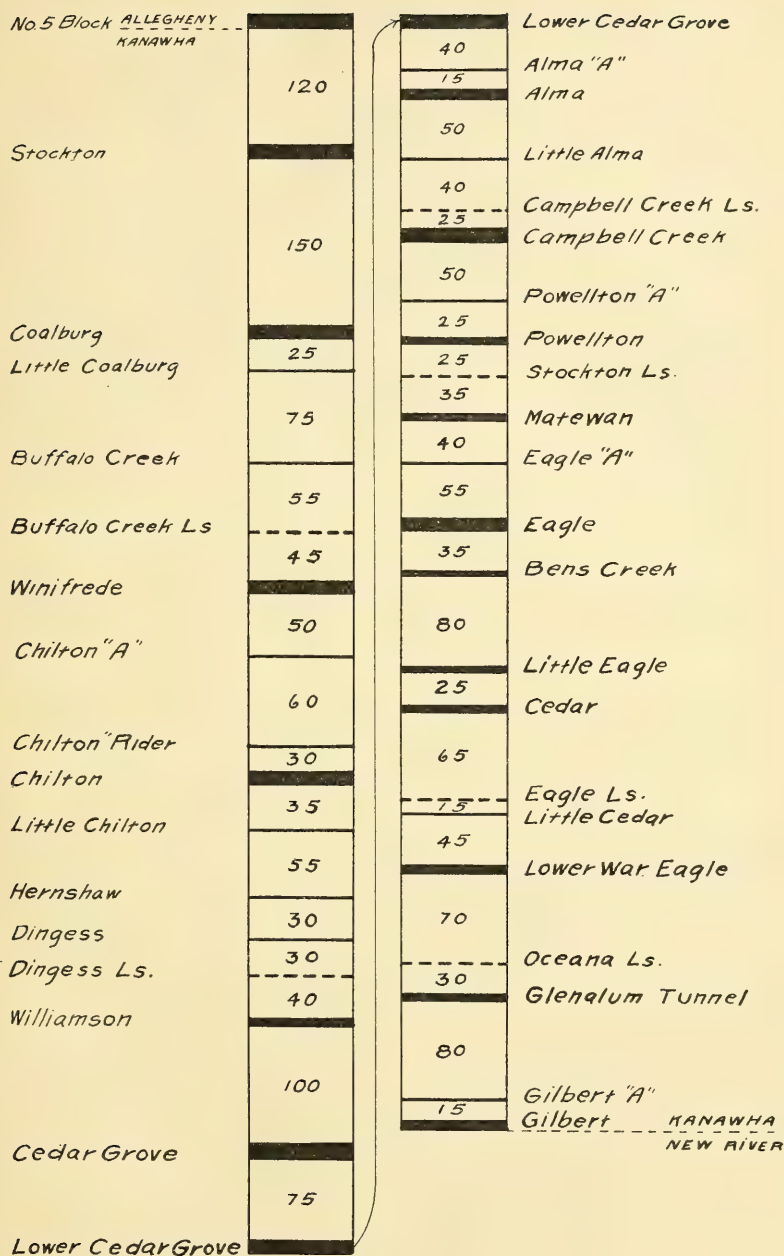 No. 5 Block ALLEGHENY
KANAWHA
120
Stockton
150
Coalburg
25
Little Coalburg
75
Buffalo Creek
55
Buffalo Creek Ls
45
Winifrede
50
Chilton "A"
60
Chilton "Rider
30
Chilton
35
Little Chilton
55
Hernshaw
30
Dingess
30
Dingess Ls.
40
Williamson
100
Cedar Grove
75
Lower Cedar Grove
Lower Cedar Grove
40
Alma "A"
15
Alma
50
Little Alma
40
Campbell Creek Ls.
25
Campbell Creek
50
Powellton "A"
25
Powellton
25
Stockton Ls.
35
Matewan
40
Eagle "A"
55
Eagle
35
Bens Creek
80
Little Eagle
25
Cedar
65
Eagle Ls.
15
Little Cedar
45
Lower War Eagle
70
Oceana Ls.
30
Glenalum Tunnel
80
Gilbert "A"
15
Gilbert KANAWHA
NEW RIVER